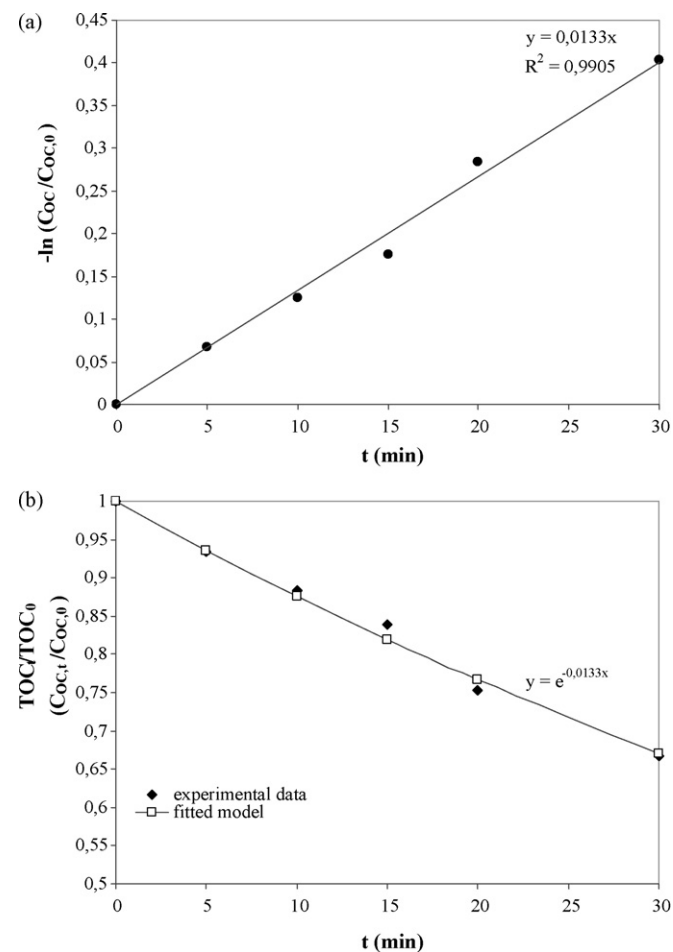 (a)
0,45
0,4
0,35
0,3
0,25
0,2
0,15
0,1
0,05
0
y = 0,0133x
R² = 0,9905
-ln (C_OC/C_OC,0)
0 5 10 15 20 25 30
t (min)
(b)
1
0,95
0,9
0,85
0,8
0,75
0,7
0,65
0,6
0,55
0,5
TOC/TOC₀
(C_OC,t/C_OC,0)
y = e^-0,0133x
experimental data
fitted model
0 5 10 15 20 25 30
t (min)